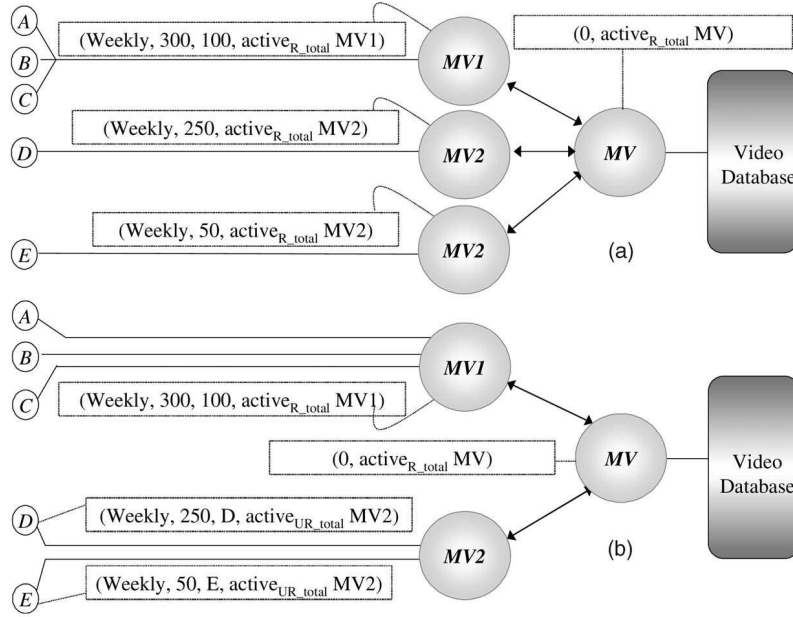 A
(Weekly, 300, 100, active_R_total MV1)
MV1
(0, active_R_total MV)
B
C
(Weekly, 250, active_R_total MV2)
D
MV2
MV
Video
Database
(Weekly, 50, active_R_total MV2)
E
MV2
(a)
A
B
MV1
C
(Weekly, 300, 100, active_R_total MV1)
(0, active_R_total MV)
MV
Video
Database
D
(Weekly, 250, D, active_UR_total MV2)
MV2
(b)
E
(Weekly, 50, E, active_UR_total MV2)